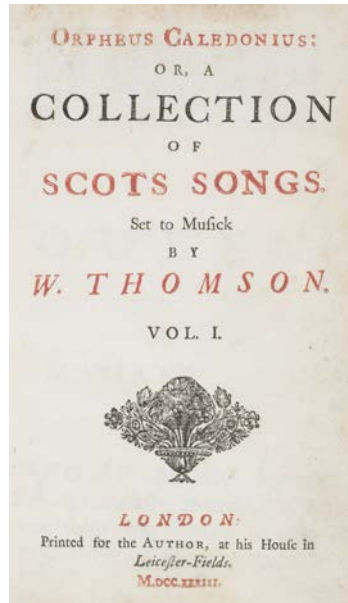 ORPHEUS CALEDONIUS:
OR, A
COLLECTION
OF
SCOTS SONGS.
Set to Muſick
BY
W. THOMSON.
VOL. I.
LONDON:
Printed for the AUTHOR, at his Houſe in
Leiceſter-Fields.
M.DCC.XXXIII.